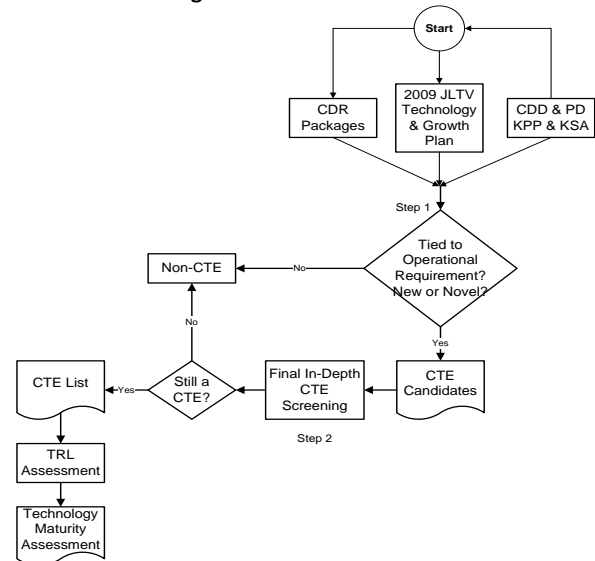 Start
CDR
Packages
2009 JLTV
Technology
& Growth
Plan
CDD & PD
KPP & KSA
Step 1
Tied to
Operational
Requirement?
New or Novel?
No
Non-CTE
Yes
CTE
Candidates
Final In-Depth
CTE
Screening
Step 2
Still a
CTE?
No
Yes
CTE List
TRL
Assessment
Technology
Maturity
Assessment